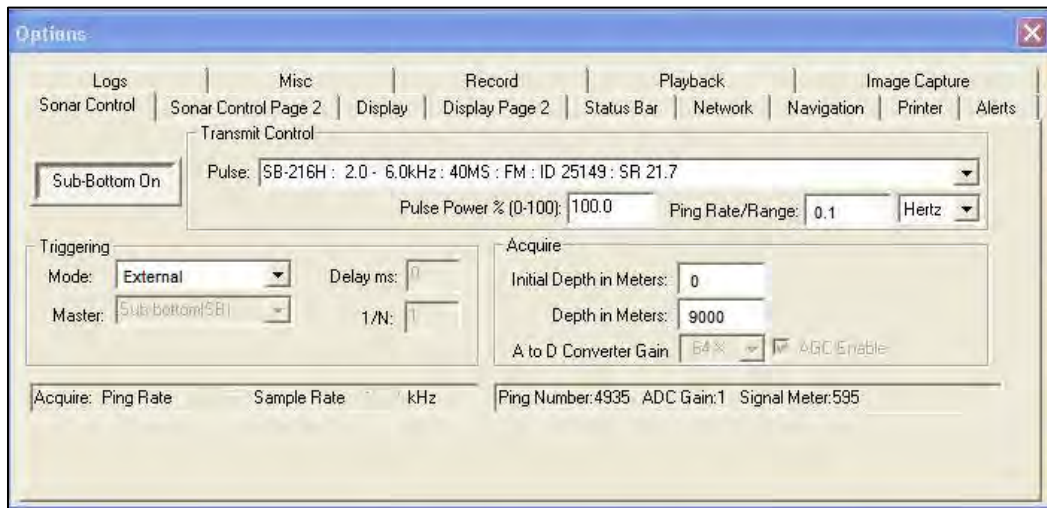 Options
Logs Misc Record Playback Image Capture
Sonar Control Sonar Control Page 2 Display Display Page 2 Status Bar Network Navigation Printer Alerts
Transmit Control
Sub-Bottom On
Pulse: SB-216H : 2.0 - 6.0kHz : 40MS : FM : ID 25149 : SR 21.7
Pulse Power % (0-100): 100.0 Ping Rate/Range: 0.1 Hertz
Triggering
Mode: External Delay ms: 0
Master: Sub-bottom(SB) 1/N: 1
Acquire
Initial Depth in Meters: 0
Depth in Meters: 9000
A to D Converter Gain 64 X AGC Enable
Acquire: Ping Rate Sample Rate kHz
Ping Number:4935 ADC Gain:1 Signal Meter:595